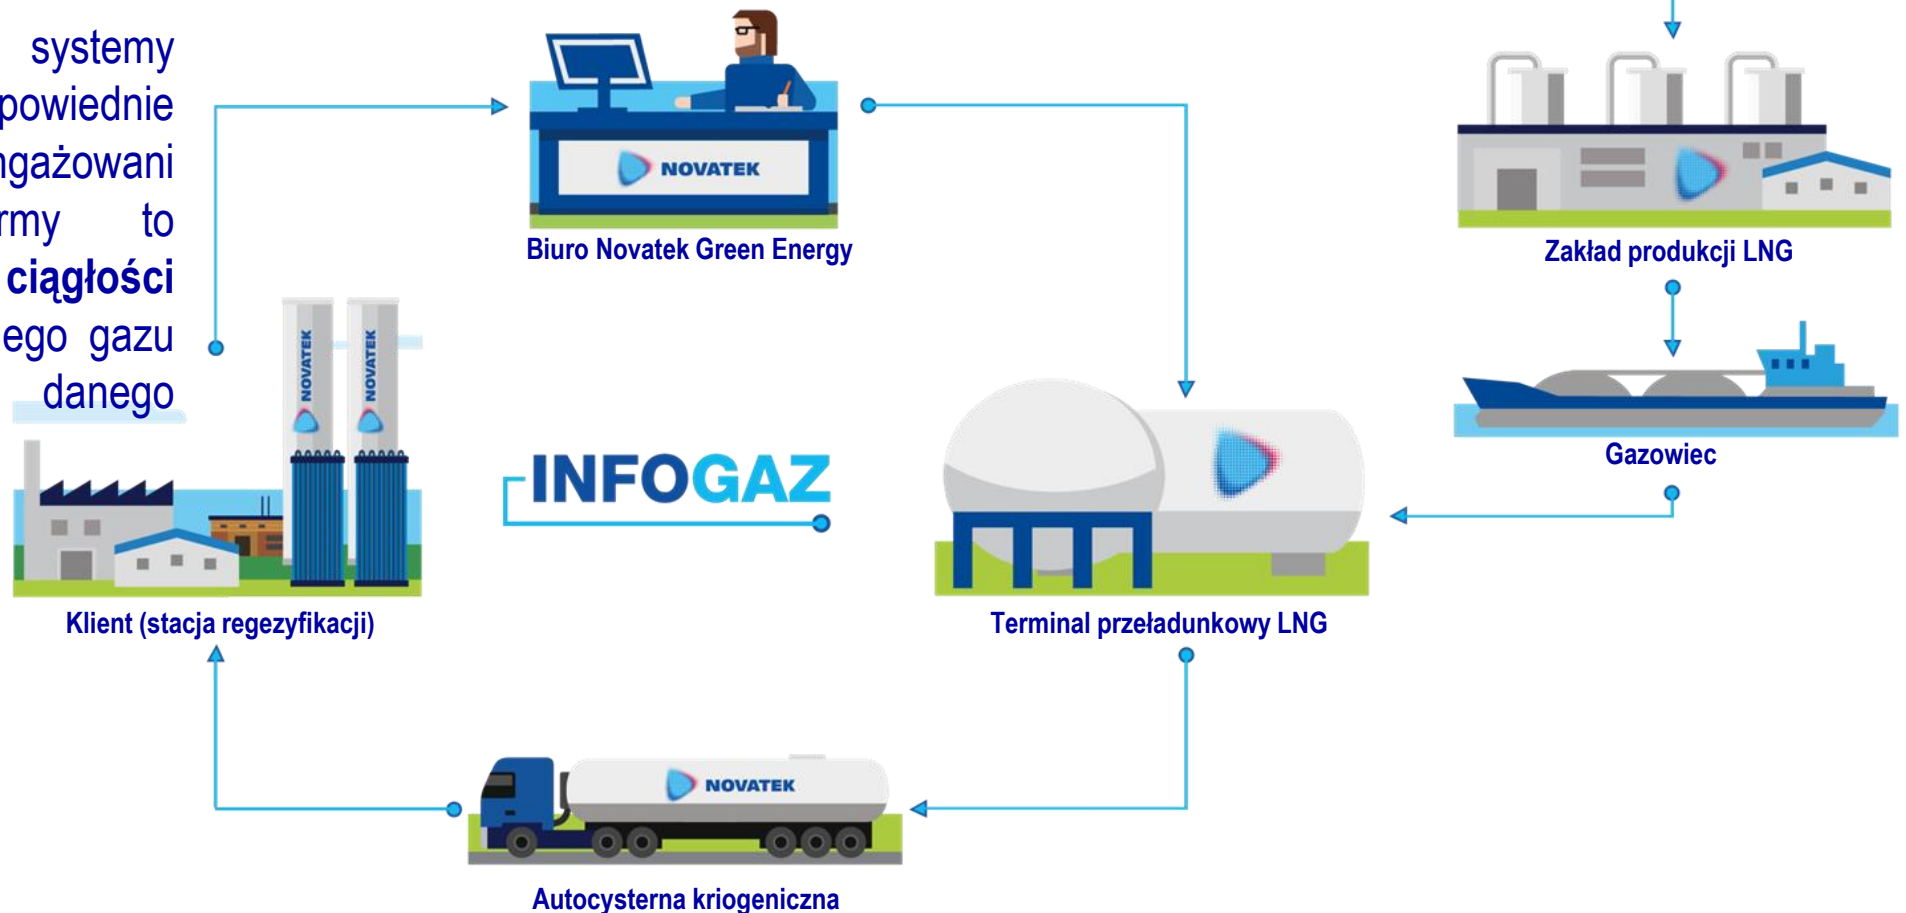 systemy
powiednie
ngażowani
rmy to
ciągłości
ego gazu
danego
NOVATEK
Biuro Novatek Green Energy
Zakład produkcji LNG
Gazowiec
NOVATEK
NOVATEK
INFOGAZ
Klient (stacja regezyfikacji)
Terminal przeładunkowy LNG
NOVATEK
Autocysterna kriogeniczna